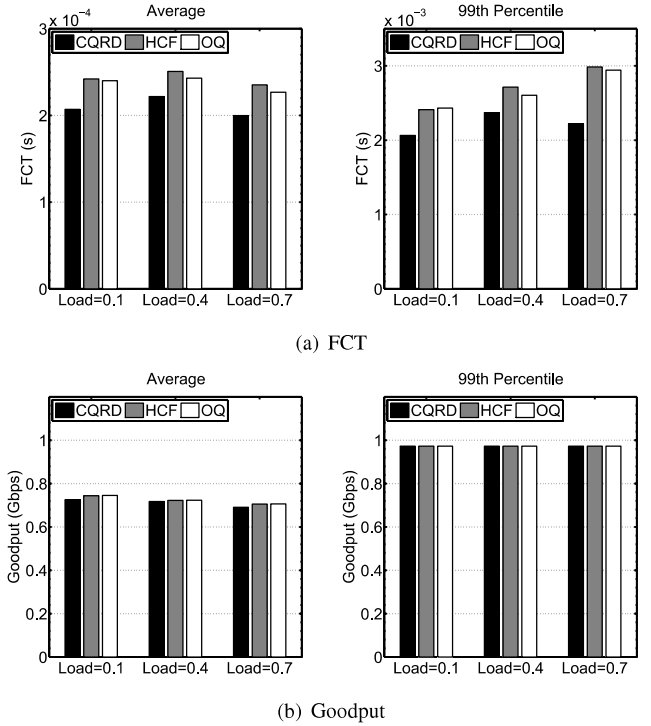 Average
x 10⁻⁴
CQRD HCF OQ
3
2
1
0
FCT (s)
Load=0.1 Load=0.4 Load=0.7
99th Percentile
x 10⁻³
CQRD HCF OQ
3
2
1
0
FCT (s)
Load=0.1 Load=0.4 Load=0.7
(a) FCT
Average
CQRD HCF OQ
1
0.8
0.6
0.4
0.2
0
Goodput (Gbps)
Load=0.1 Load=0.4 Load=0.7
99th Percentile
CQRD HCF OQ
1
0.8
0.6
0.4
0.2
0
Goodput (Gbps)
Load=0.1 Load=0.4 Load=0.7
(b) Goodput